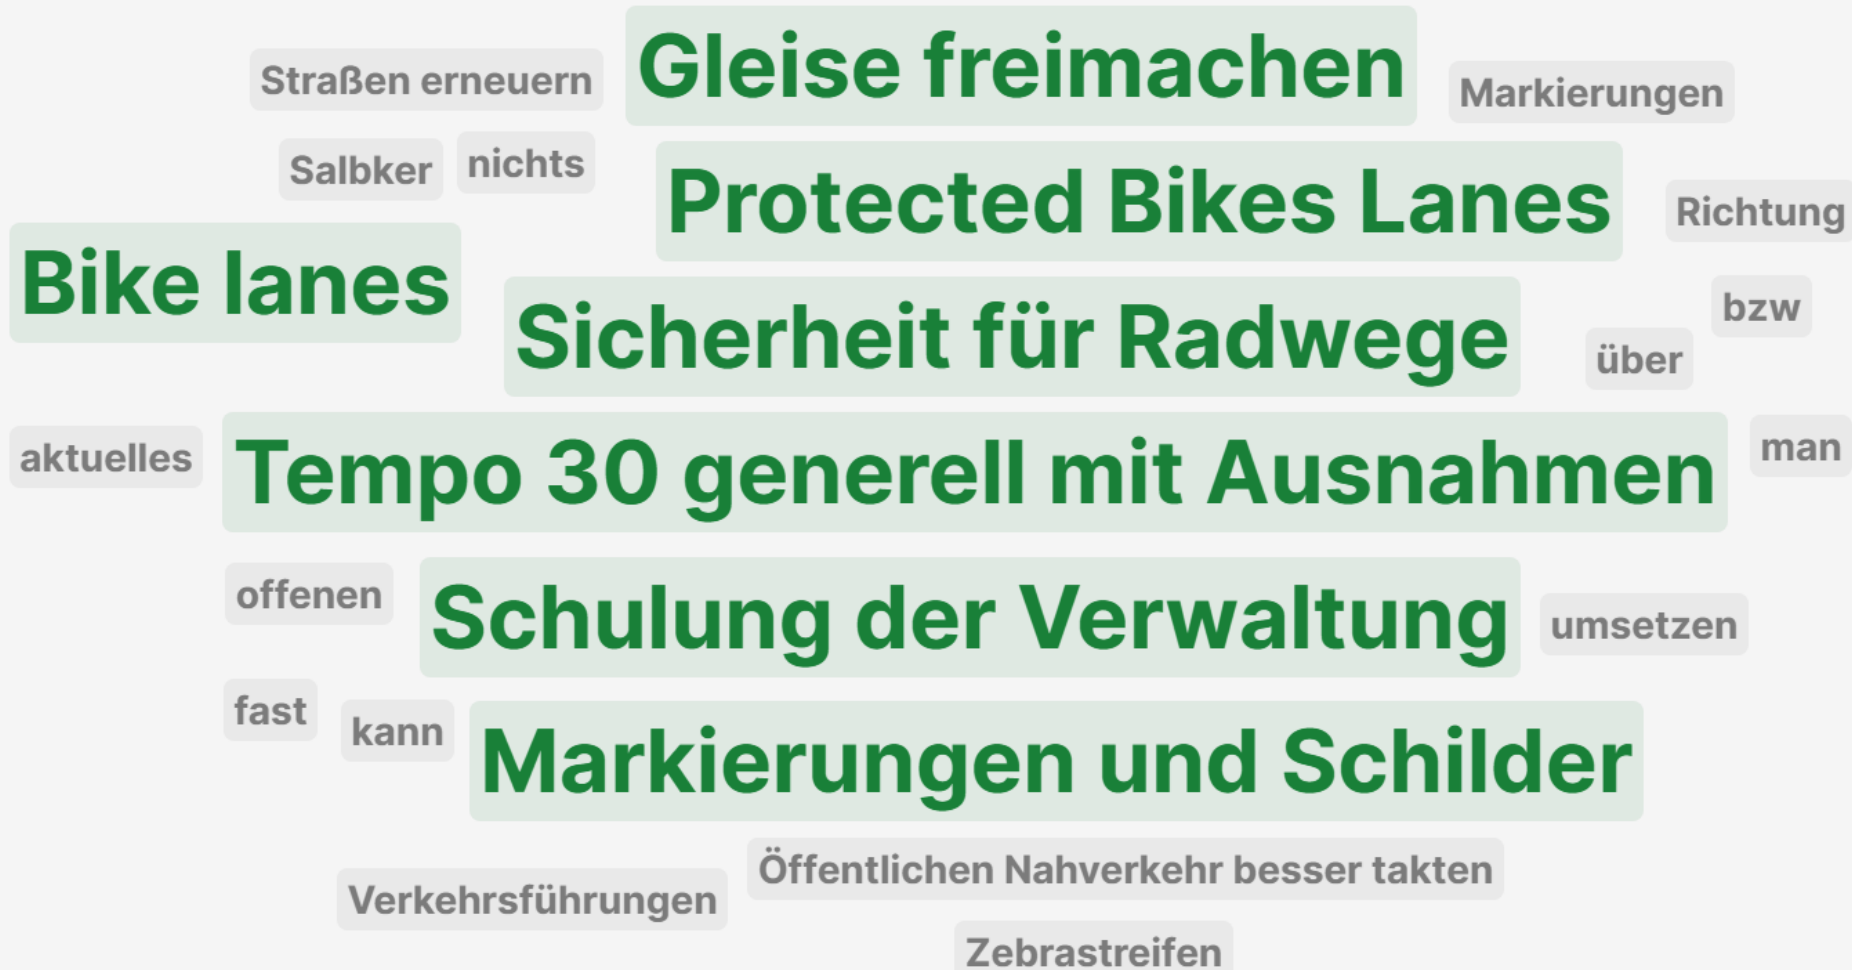 Straßen erneuern
Gleise freimachen
Markierungen
Salbker
nichts
Protected Bikes Lanes
Richtung
Bike lanes
Sicherheit für Radwege
bzw
über
aktuelles
Tempo 30 generell mit Ausnahmen
man
offenen
Schulung der Verwaltung
umsetzen
fast
kann
Markierungen und Schilder
Öffentlichen Nahverkehr besser takten
Verkehrsführungen
Zebrastreifen